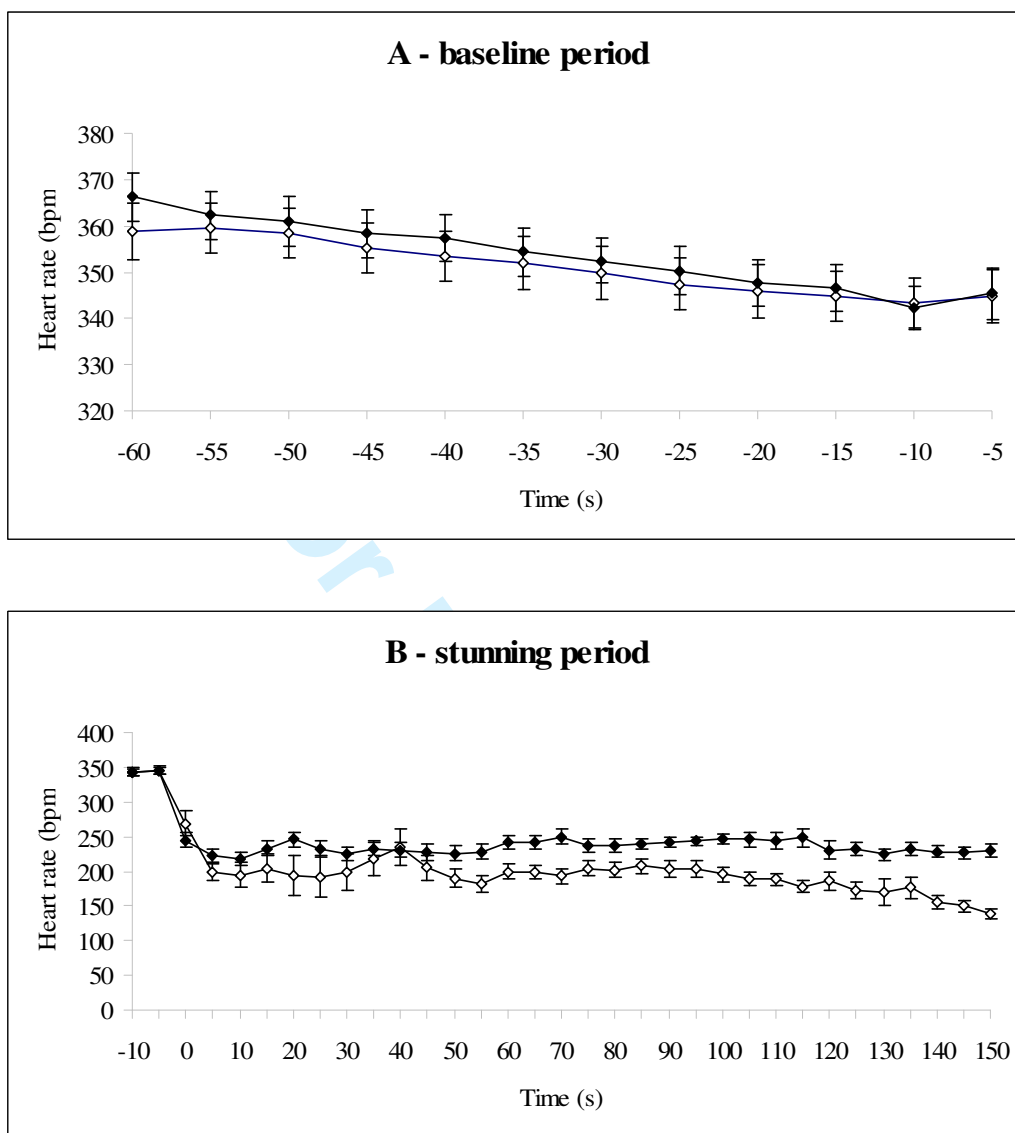 A - baseline period
380
370
360
350
340
330
320
Heart rate (bpm
-60 -55 -50 -45 -40 -35 -30 -25 -20 -15 -10 -5
Time (s)
B - stunning period
400
350
300
250
200
150
100
50
0
Heart rate (bpm
-10 0 10 20 30 40 50 60 70 80 90 100 110 120 130 140 150
Time (s)